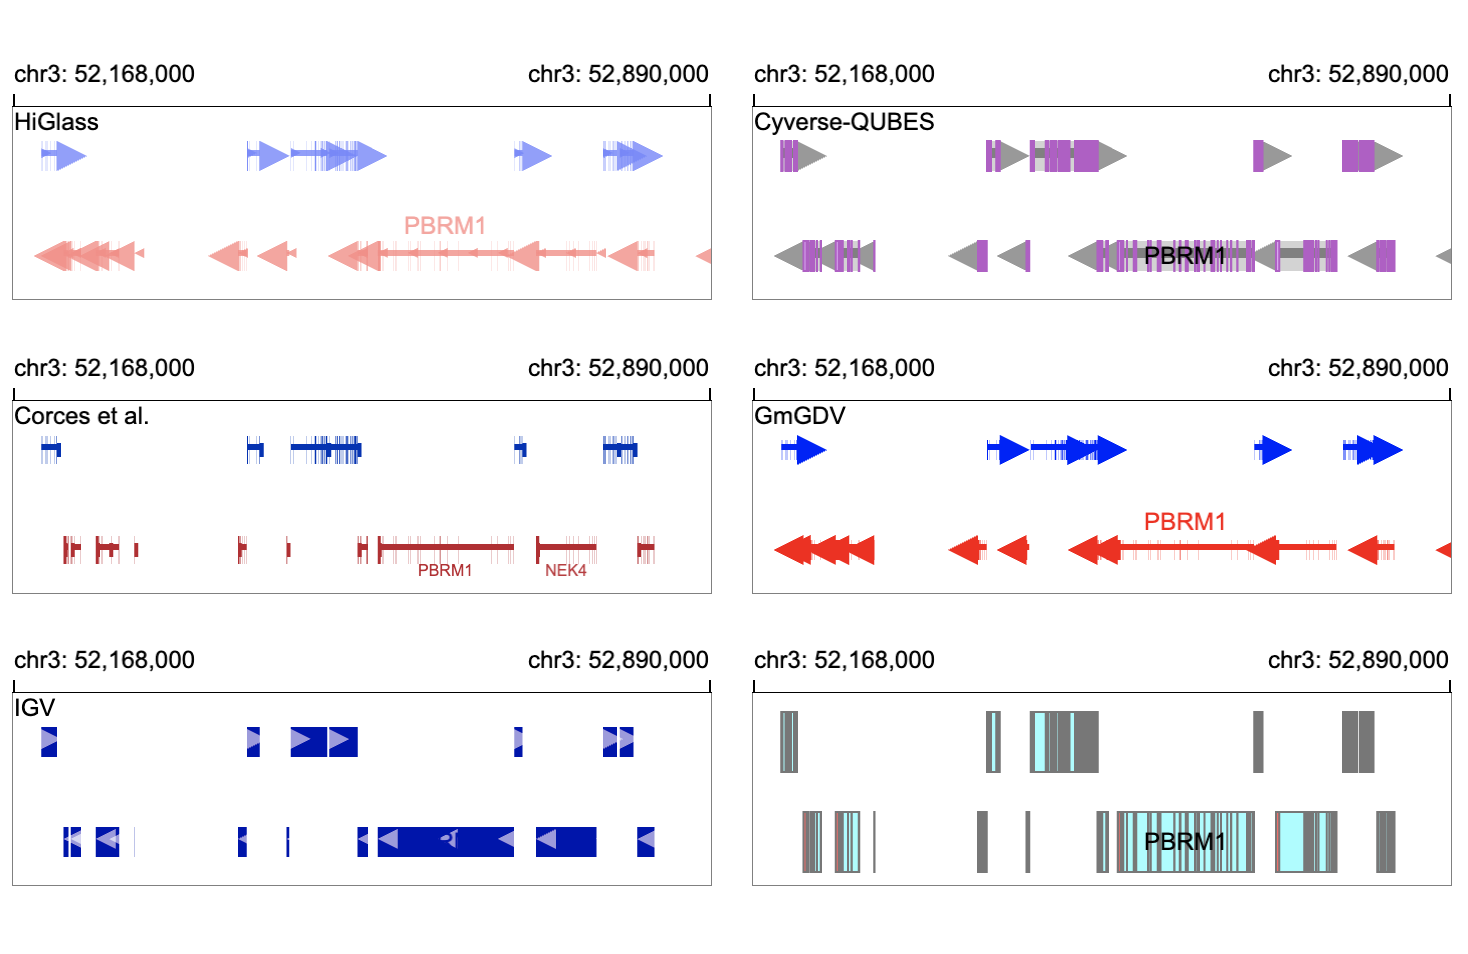 chr3: 52,168,000 chr3: 52,890,000 chr3: 52,168,000 chr3: 52,890,000
HiGlass Cyverse-QUBES
PBRM1
PBRM1
chr3: 52,168,000 chr3: 52,890,000 chr3: 52,168,000 chr3: 52,890,000
Corces et al. GmGDV
PBRM1
PBRM1 NEK4
chr3: 52,168,000 chr3: 52,890,000 chr3: 52,168,000 chr3: 52,890,000
IGV
PBRM1